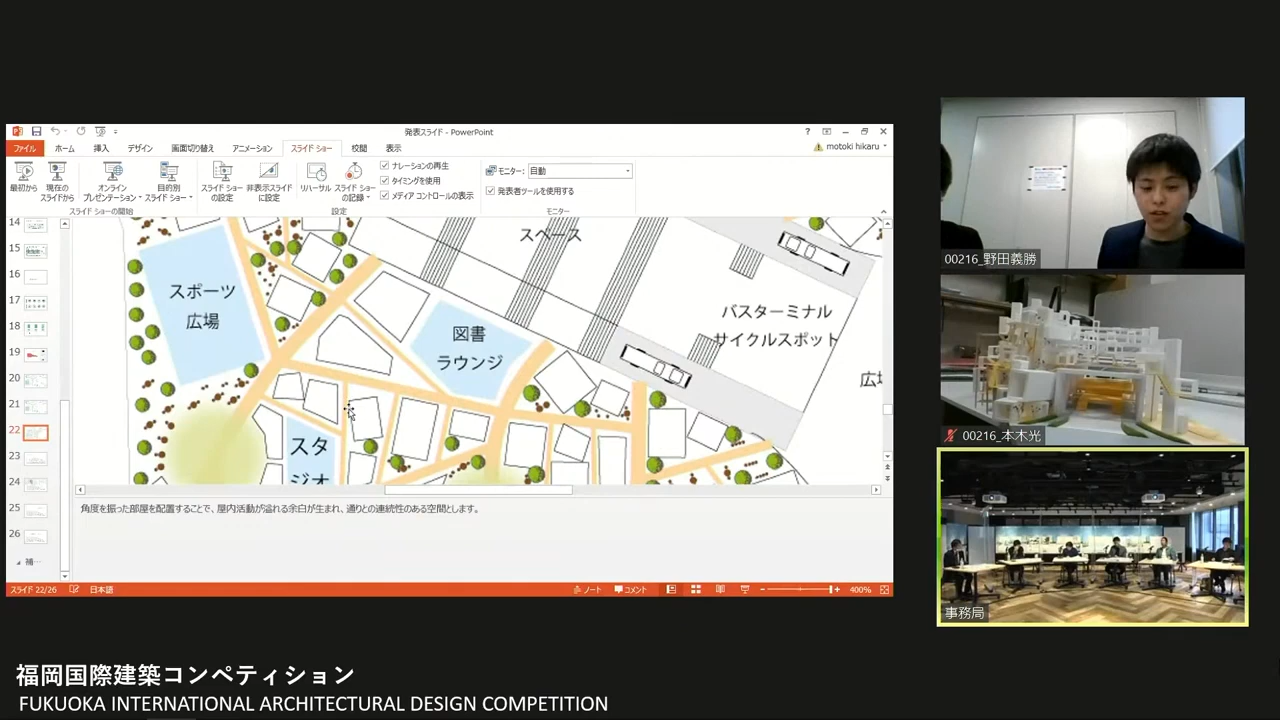 発表スライド - PowerPoint
ファイル
ホーム
挿入
デザイン
画面切り替え
アニメーション
スライド ショー
校閲
表示
motoki hikaru
最初から
現在の
スライドから
オンライン
プレゼンテーション
目的別
スライド ショー
スライド ショーの開始
スライド ショー
の設定
非表示スライド
に設定
リハーサル
スライド ショー
の記録
ナレーションの再生
タイミングを使用
メディア コントロールの表示
設定
モニター:
自動
発表者ツールを使用する
モニター
14
15
16
17
18
19
20
21
22
23
24
25
26
補
スペース
スポーツ
広場
図書
ラウンジ
バスターミナル
サイクルスポット
スタ
ジオ
角度を振った部屋を配置することで、屋内活動が溢れる余白が生まれ、通りとの連続性のある空間とします。
スライド 22/26
日本語
ノート
コメント
400%
00216_野田義勝
00216_本木光
事務局
福岡国際建築コンペティション
FUKUOKA INTERNATIONAL ARCHITECTURAL DESIGN COMPETITION